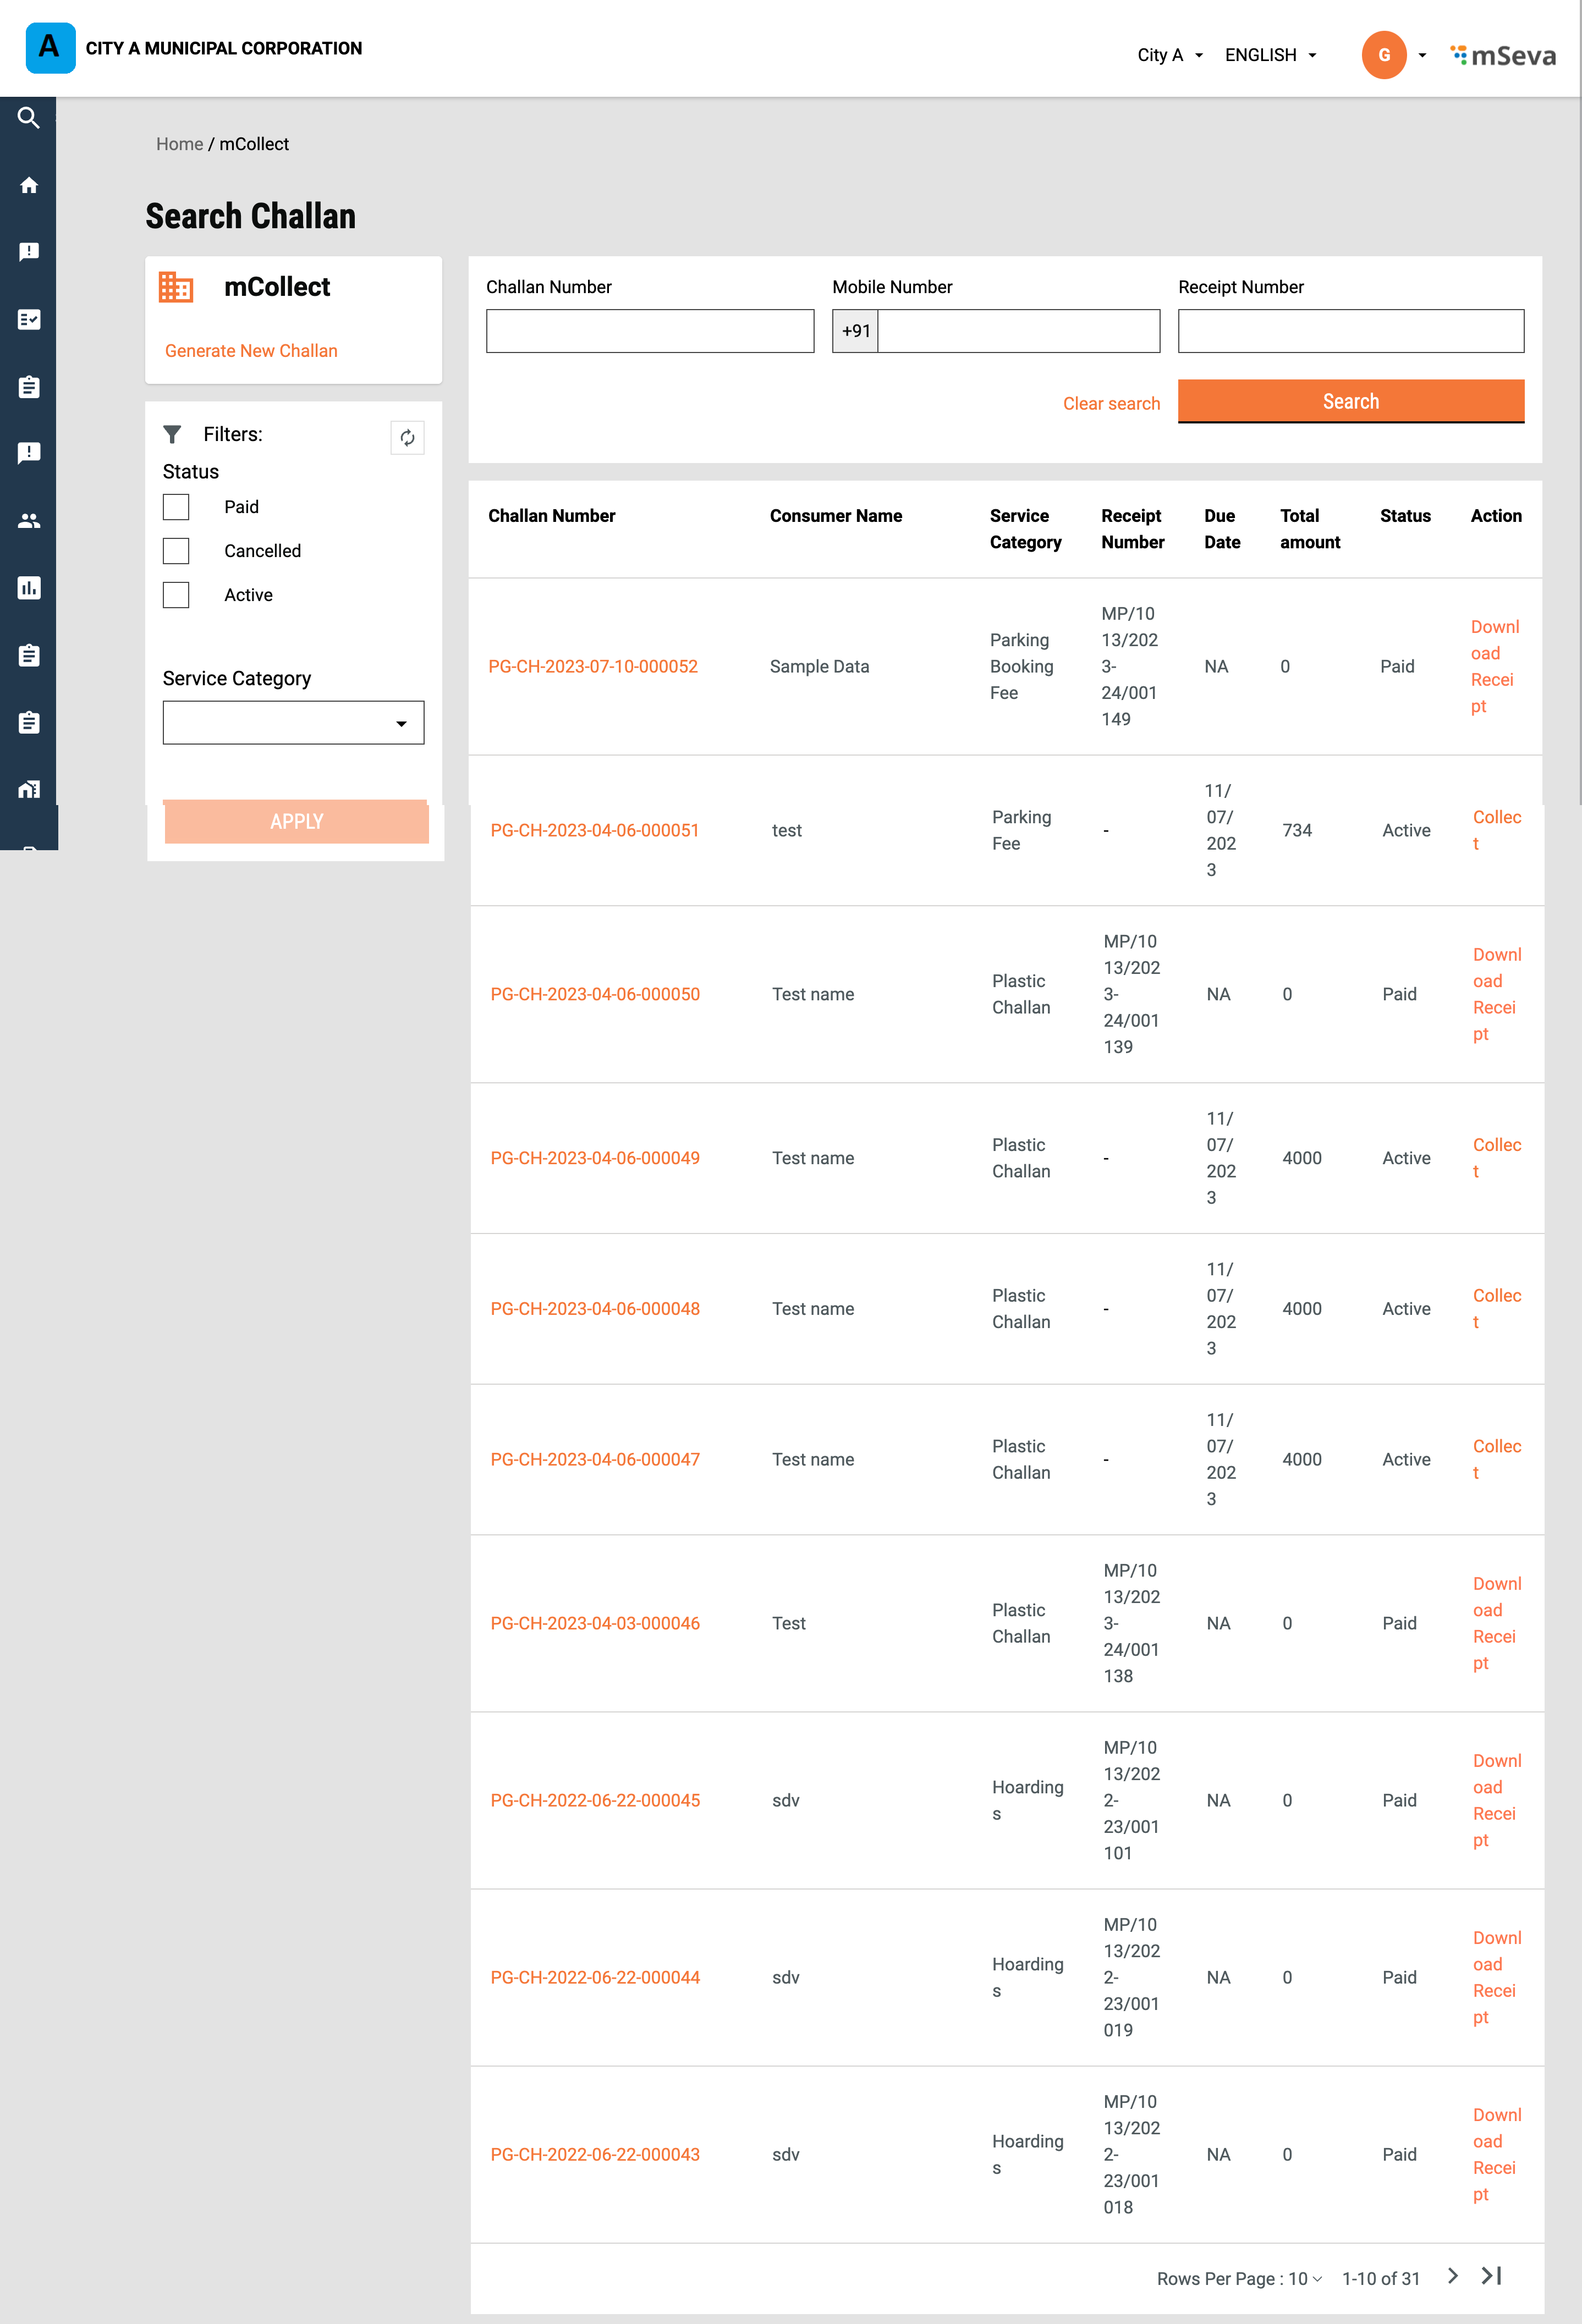 A CITY A MUNICIPAL CORPORATION
City A ENGLISH G mSeva
Home / mCollect
Search Challan
mCollect
Generate New Challan
Filters:
Status
Paid
Cancelled
Active
Service Category
APPLY
Challan Number Mobile Number Receipt Number
+91
Clear search Search
Challan Number Consumer Name Service Category Receipt Number Due Date Total amount Status Action
PG-CH-2023-07-10-000052 Sample Data Parking Booking Fee MP/1013/2023-24/001149 NA 0 Paid Download Receipt
PG-CH-2023-04-06-000051 test Parking Fee - 11/07/2023 734 Active Collect
PG-CH-2023-04-06-000050 Test name Plastic Challan MP/1013/2023-24/001139 NA 0 Paid Download Receipt
PG-CH-2023-04-06-000049 Test name Plastic Challan - 11/07/2023 4000 Active Collect
PG-CH-2023-04-06-000048 Test name Plastic Challan - 11/07/2023 4000 Active Collect
PG-CH-2023-04-06-000047 Test name Plastic Challan - 11/07/2023 4000 Active Collect
PG-CH-2023-04-03-000046 Test Plastic Challan MP/1013/2023-24/001138 NA 0 Paid Download Receipt
PG-CH-2022-06-22-000045 sdv Hoardings MP/1013/2022-23/001101 NA 0 Paid Download Receipt
PG-CH-2022-06-22-000044 sdv Hoardings MP/1013/2022-23/001019 NA 0 Paid Download Receipt
PG-CH-2022-06-22-000043 sdv Hoardings MP/1013/2022-23/001018 NA 0 Paid Download Receipt
Rows Per Page : 10 1-10 of 31